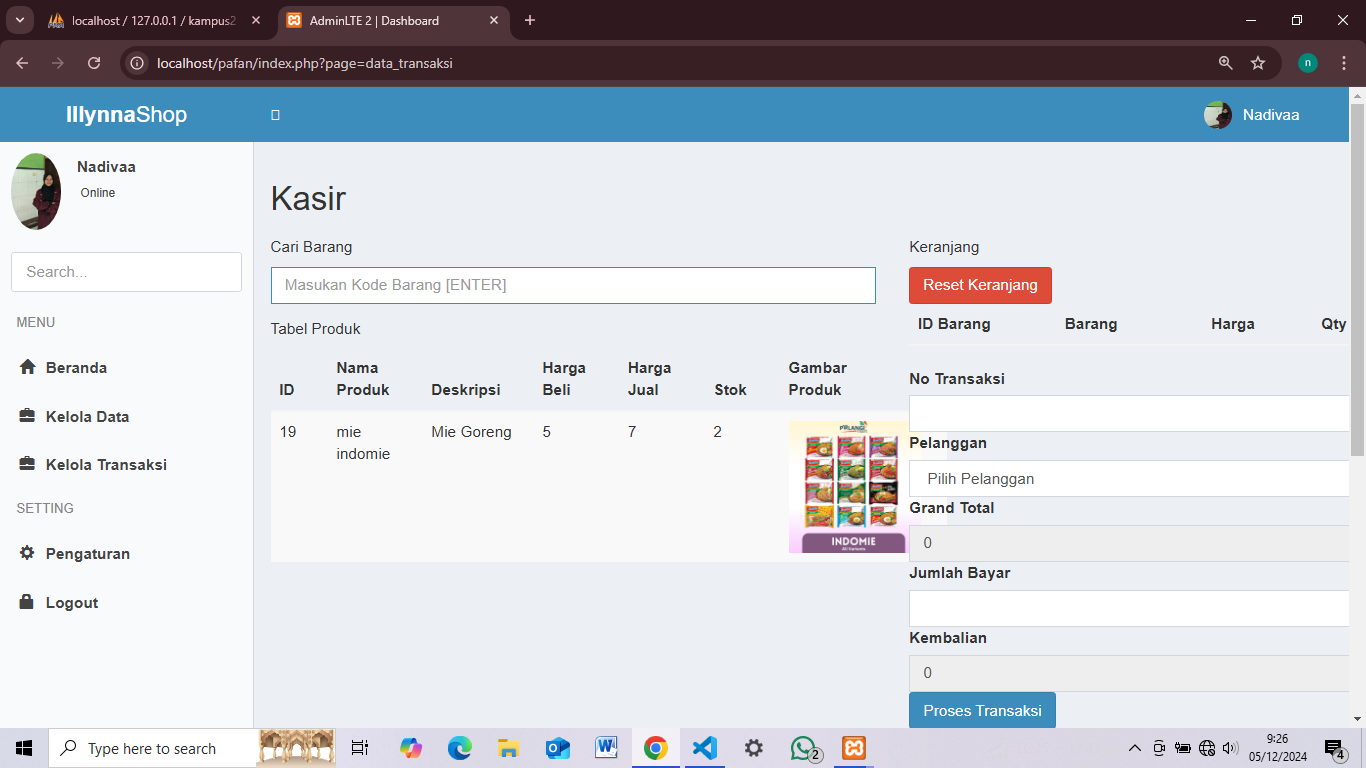 localhost / 127.0.0.1 / kampus2
AdminLTE 2 | Dashboard
localhost/pafan/index.php?page=data_transaksi
n
IllynnaShop
Nadivaa
Nadivaa
Online
Search...
MENU
Beranda
Kelola Data
Kelola Transaksi
SETTING
Pengaturan
Logout
Kasir
Cari Barang
Masukan Kode Barang [ENTER]
Tabel Produk
ID Nama Produk Deskripsi Harga Beli Harga Jual Stok Gambar Produk
19 mie indomie Mie Goreng 5 7 2
INDOMIE
Keranjang
Reset Keranjang
ID Barang Barang Harga Qty
No Transaksi
Pelanggan
Pilih Pelanggan
Grand Total
0
Jumlah Bayar
Kembalian
0
Proses Transaksi
Type here to search
2
9:26
05/12/2024
4